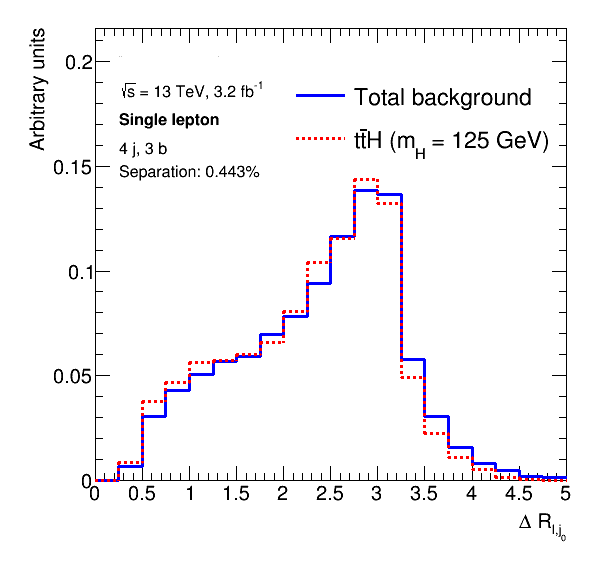 Arbitrary units
0.2
0.15
0.1
0.05
0
√s = 13 TeV, 3.2 fb⁻¹
Single lepton
4 j, 3 b
Separation: 0.443%
Total background
tt̄H (m_H = 125 GeV)
0 0.5 1 1.5 2 2.5 3 3.5 4 4.5 5
Δ R_l,j₀